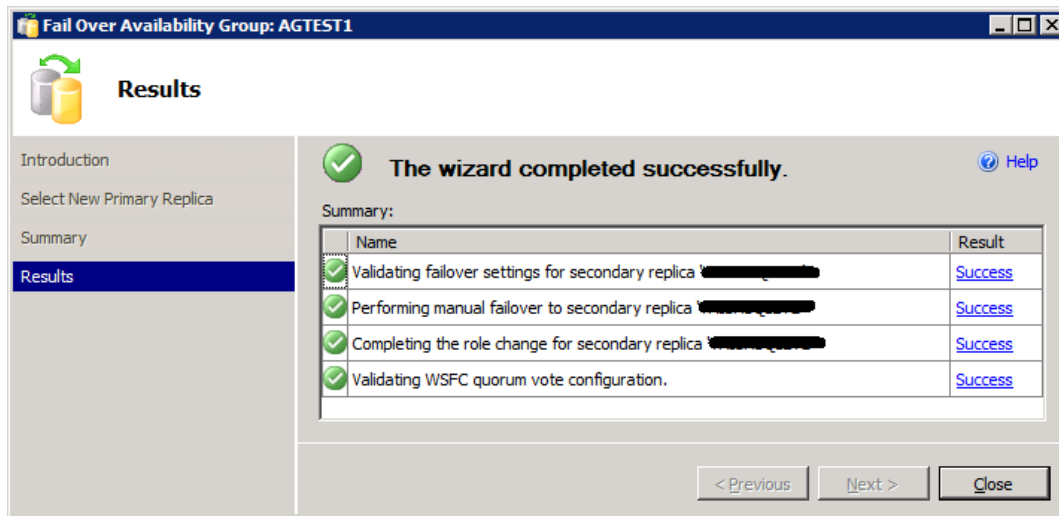 Fail Over Availability Group: AGTEST1
Results
Introduction
Select New Primary Replica
Summary
Results
The wizard completed successfully.
Help
Summary:
Name Result
Validating failover settings for secondary replica ' Success
Performing manual failover to secondary replica ' Success
Completing the role change for secondary replica ' Success
Validating WSFC quorum vote configuration. Success
< Previous Next > Close